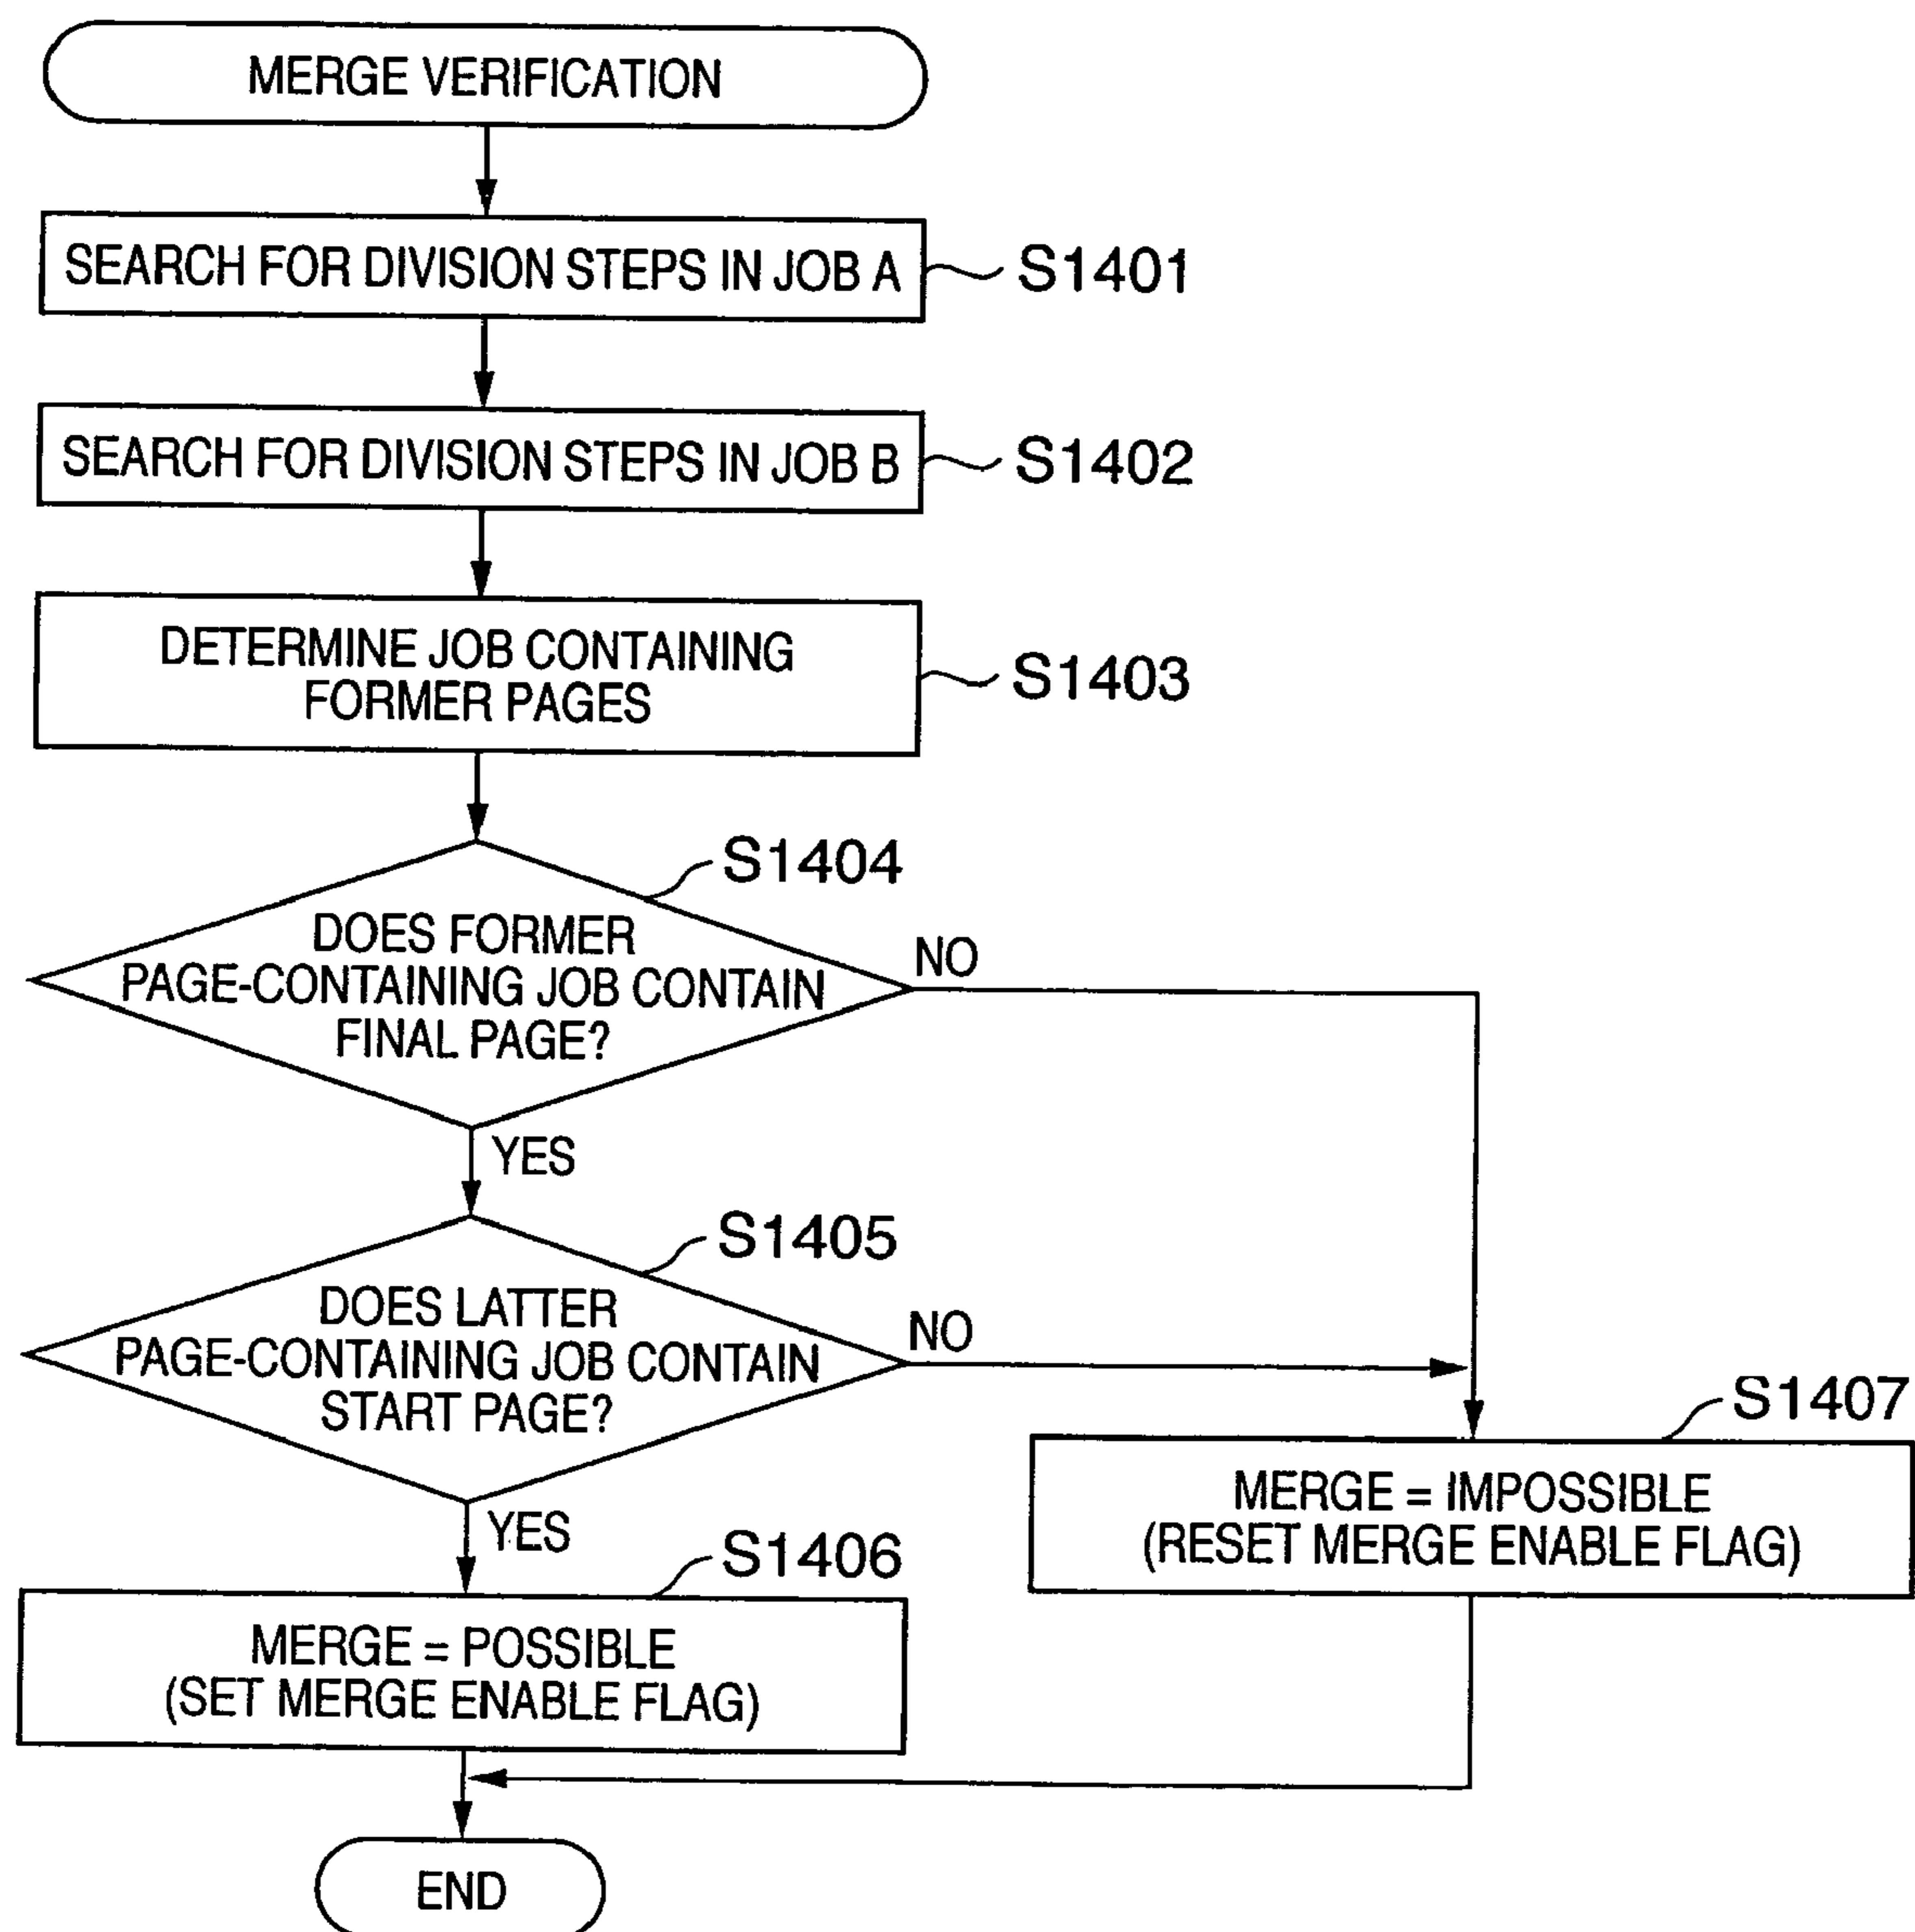 MERGE VERIFICATION
SEARCH FOR DIVISION STEPS IN JOB A
S1401
SEARCH FOR DIVISION STEPS IN JOB B
S1402
DETERMINE JOB CONTAINING
FORMER PAGES
S1403
S1404
DOES FORMER
PAGE-CONTAINING JOB CONTAIN
FINAL PAGE?
NO
YES
S1405
DOES LATTER
PAGE-CONTAINING JOB CONTAIN
START PAGE?
NO
YES
S1407
MERGE = IMPOSSIBLE
(RESET MERGE ENABLE FLAG)
S1406
MERGE = POSSIBLE
(SET MERGE ENABLE FLAG)
END